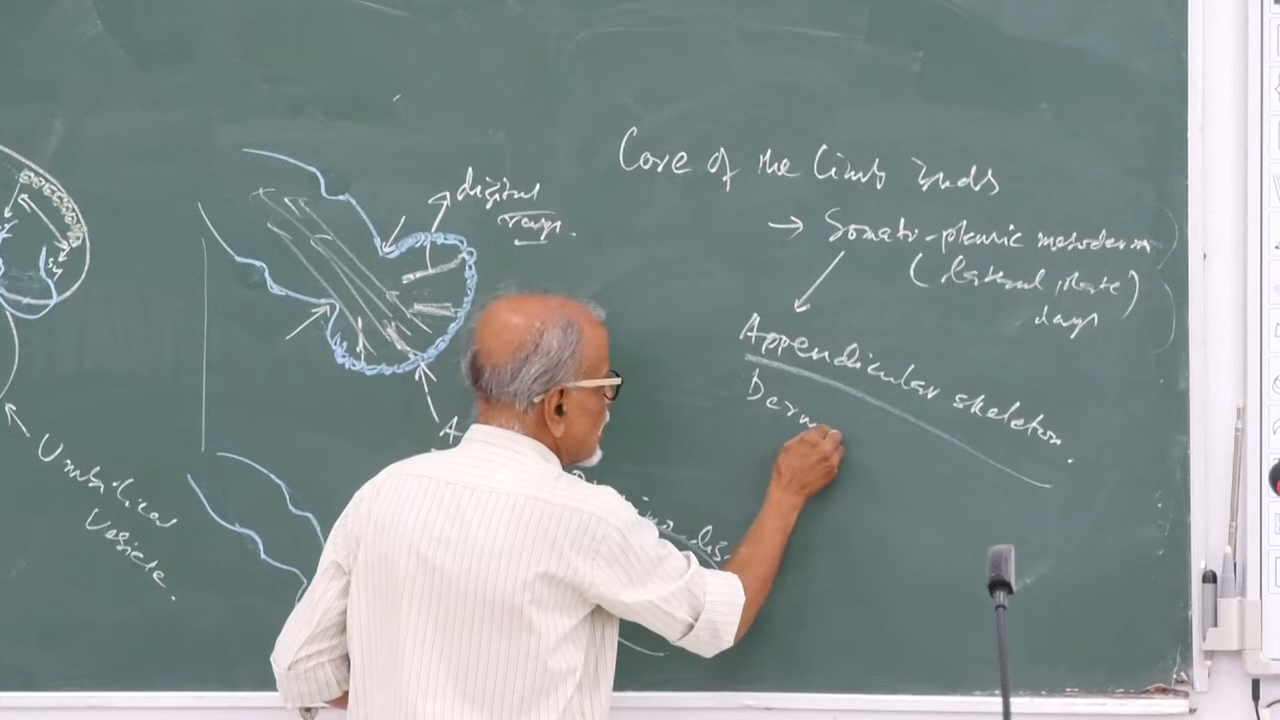 Core of the limb buds
→ Somato-pleuric mesoderm
(lateral plate)
days
Appendicular skeleton.
Derm
digital
rays.
A
Umbilical
Vesicle.